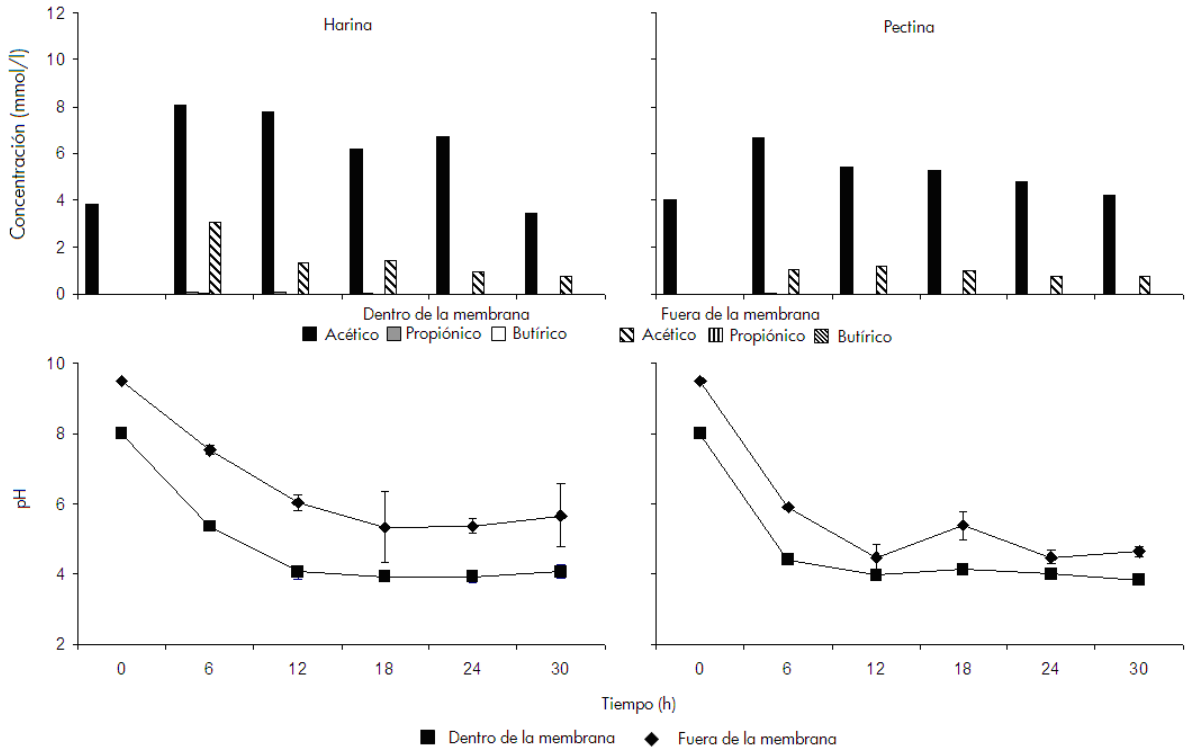 Harina
Pectina
Concentración (mmol/l)
12
10
8
6
4
2
0
Dentro de la membrana
Fuera de la membrana
Acético Propiónico Butírico
Acético Propiónico Butírico
pH
10
8
6
4
2
0 6 12 18 24 30
0 6 12 18 24 30
Tiempo (h)
Dentro de la membrana Fuera de la membrana